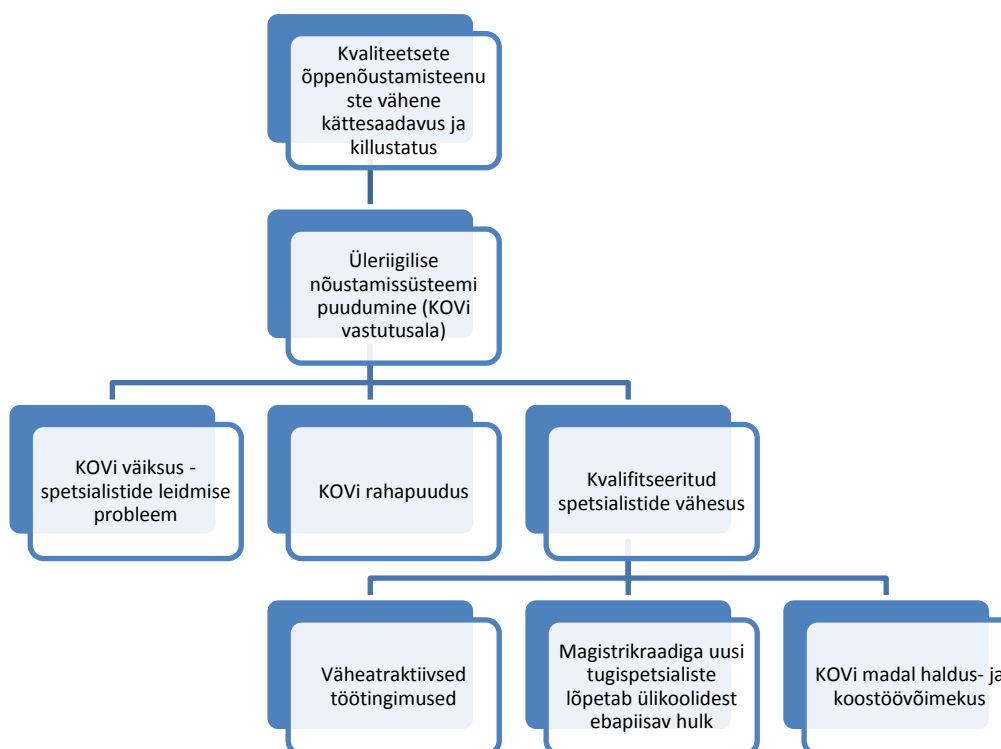 Kvaliteetsete
õppenõustamisteenu
ste vähene
kättesaadavus ja
killustatus
Üleriigilise
nõustamissüsteemi
puudumine (KOVi
vastutusala)
KOVi väiksus -
spetsialistide leidmise
probleem
KOVi rahapuudus
Kvalifitseeritud
spetsialistide vähesus
Väheatraktiivsed
töötingimused
Magistrikraadiga uusi
tugispetsialiste
lõpetab ülikoolidest
ebapiisav hulk
KOVi madal haldus- ja
koostöövõimekus